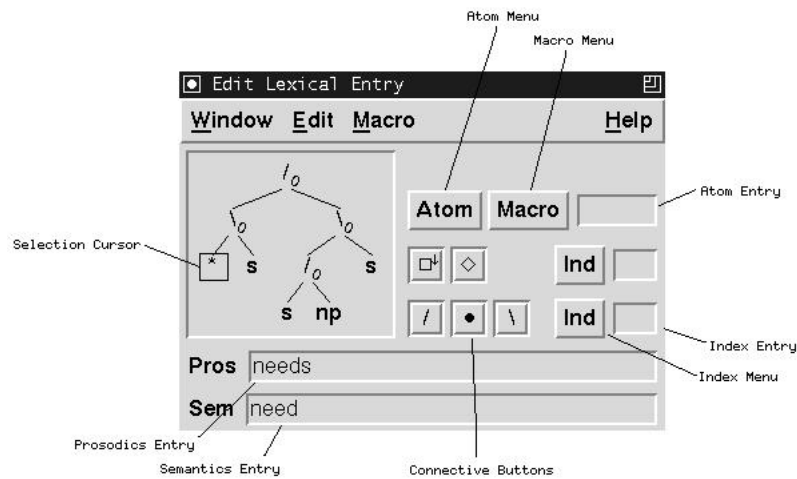 Atom Menu
Macro Menu
Edit Lexical Entry
Window Edit Macro Help
/0
Atom Macro
Atom Entry
\0 \0
Selection Cursor
* s /0 s
Ind
s np
/ • \ Ind
Index Entry
Pros needs
Index Menu
Sem need
Prosodics Entry
Semantics Entry
Connective Buttons